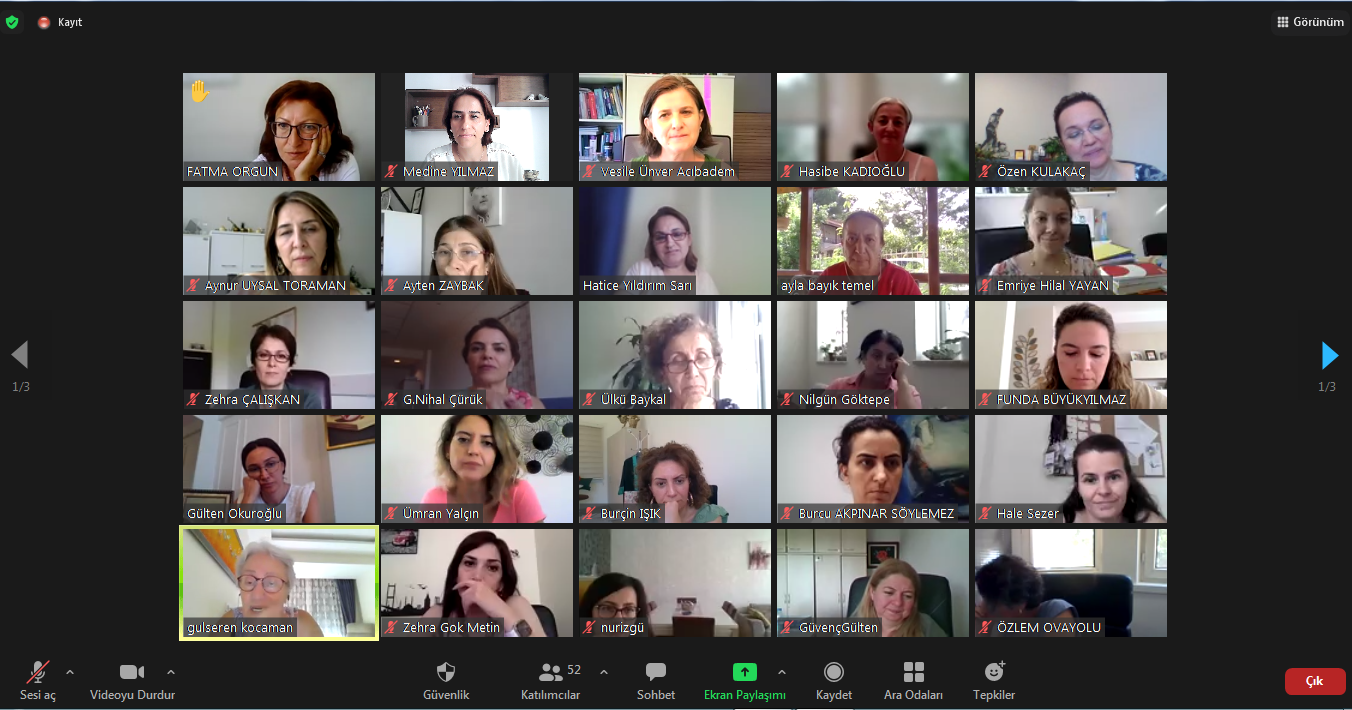 Kayıt
Görünüm
FATMA ORGUN
Medine YILMAZ
Vesile Ünver Acıbadem
Hasibe KADIOĞLU
Özen KULAKAÇ
Aynur UYSAL TORAMAN
Ayten ZAYBAK
Hatice Yıldırım Sarı
ayla bayık temel
Emriye Hilal YAYAN
Zehra ÇALIŞKAN
G.Nihal Çürük
Ülkü Baykal
Nilgün Göktepe
FUNDA BÜYÜKYILMAZ
1/3
1/3
Gülten Okuroğlu
Ümran Yalçın
Burçin IŞIK
Burcu AKPINAR SÖYLEMEZ
Hale Sezer
gulseren kocaman
Zehra Gok Metin
nurizgü
GüvençGülten
ÖZLEM OVAYOLU
52
Sesi aç
Videoyu Durdur
Güvenlik
Katılımcılar
Sohbet
Ekran Paylaşımı
Kaydet
Ara Odaları
Tepkiler
Çık